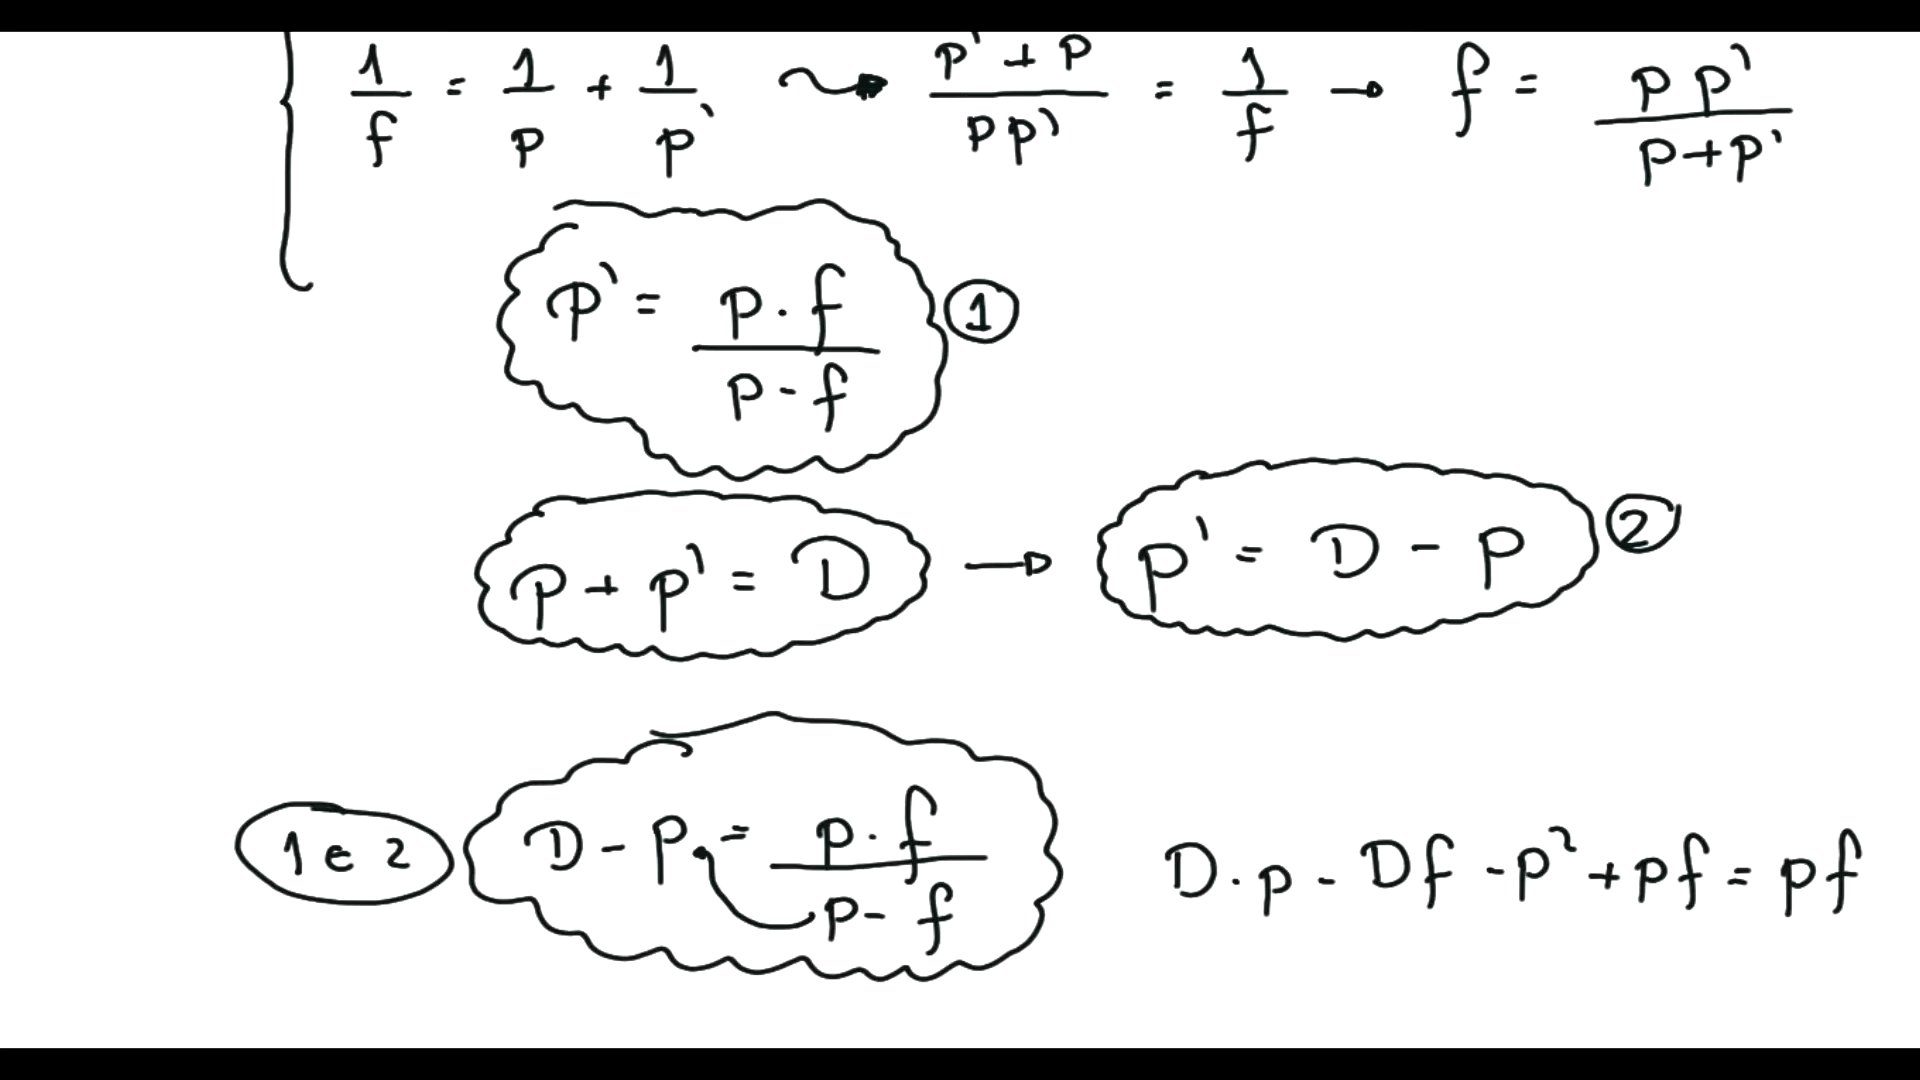 1/f = 1/p + 1/p' → (p' + p)/(pp') = 1/f → f = pp'/(p+p')
p' = p·f/(p-f) 1
p + p' = D → p' = D - p 2
1 e 2 D - p = p·f/(p-f) D·p - Df - p² + pf = pf